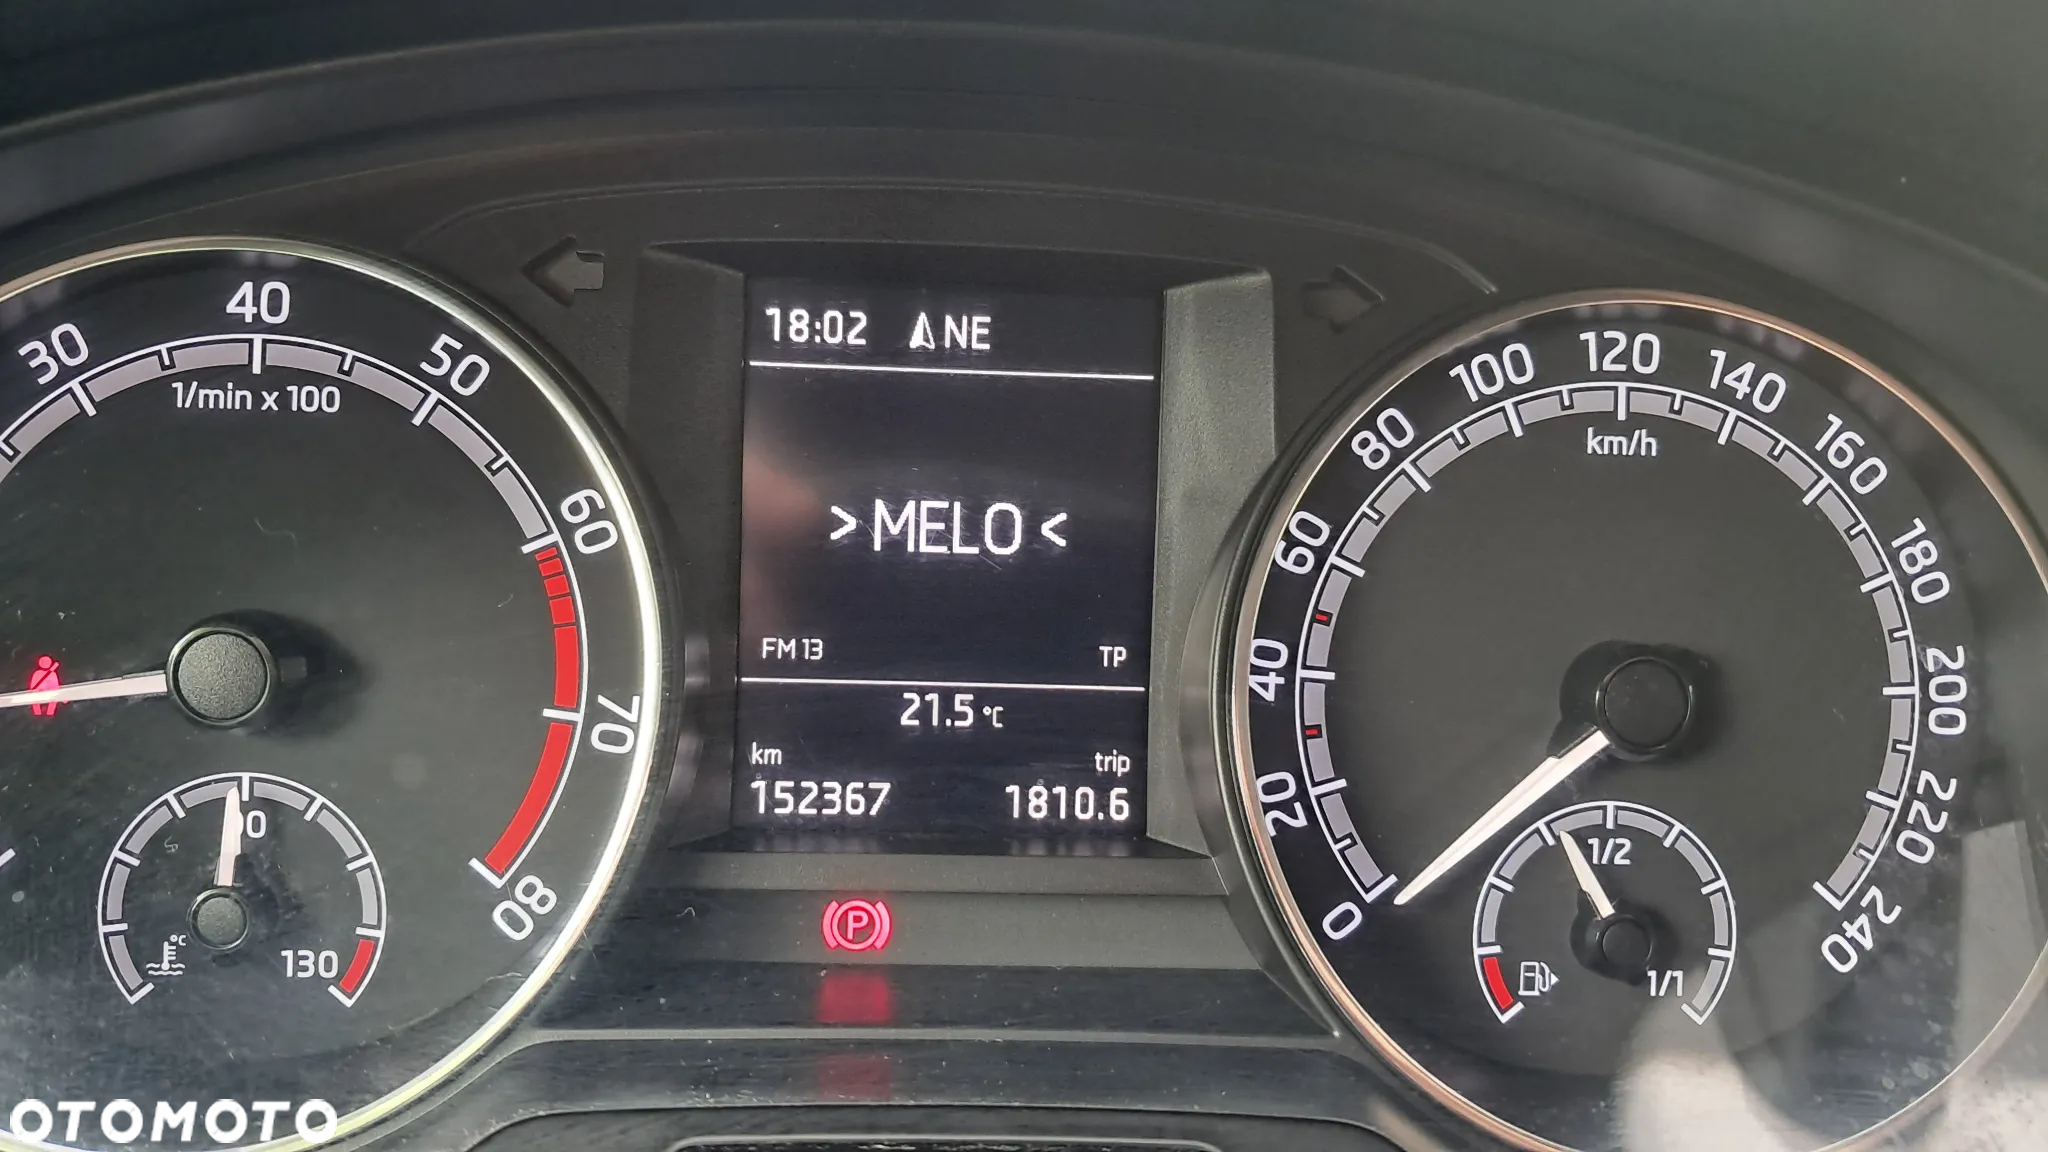 18:02 NE
> MELO <
FM 13 TP
21.5 °C
km trip
152367 1810.6
30 40 50 60 70 80
1/min x 100
130
°C
0 20 40 60 80 100 120 140 160 180 200 220 240
km/h
1/2
1/1
P
OTOMOTO